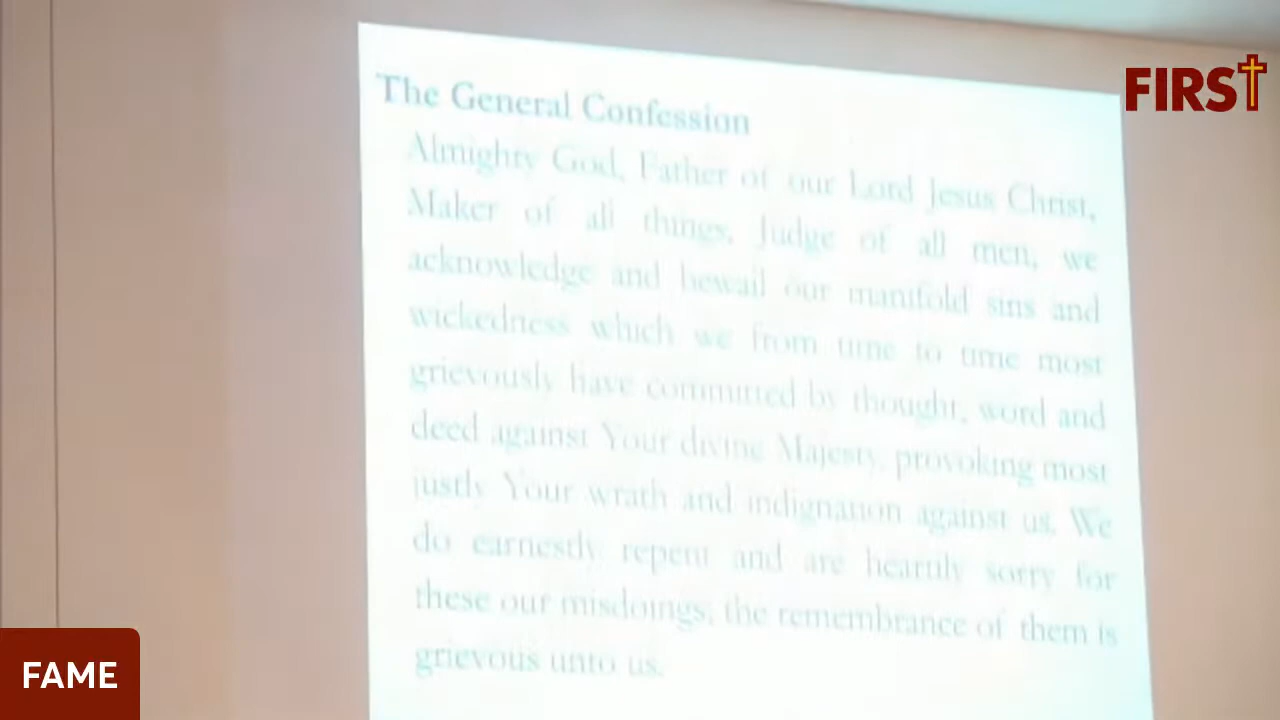 FIRST
The General Confession
Almighty God, Father of our Lord Jesus Christ,
Maker of all things, Judge of all men, we
acknowledge and bewail our manifold sins and
wickedness which we from time to time most
grievously have committed by thought, word and
deed against Your divine Majesty, provoking most
justly Your wrath and indignation against us. We
do earnestly repent and are heartily sorry for
these our misdoings; the remembrance of them is
grievous unto us.
FAME